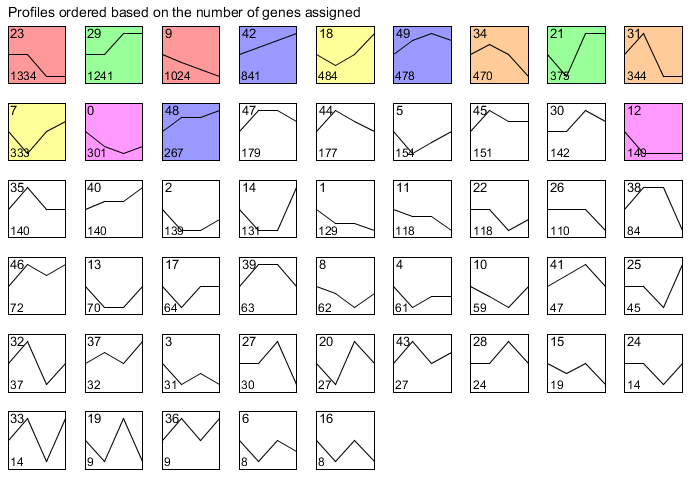 Profiles ordered based on the number of genes assigned
23 29 9 42 18 49 34 21 31
1334 1241 1024 841 484 478 470 375 344
7 0 48 47 44 5 45 30 12
333 301 267 179 177 154 151 142 140
35 40 2 14 1 11 22 26 38
140 140 139 131 129 118 118 110 84
46 13 17 39 8 4 10 41 25
72 70 64 63 62 61 59 47 45
32 37 3 27 20 43 28 15 24
37 32 31 30 27 27 24 19 14
33 19 36 6 16
14 9 9 8 8